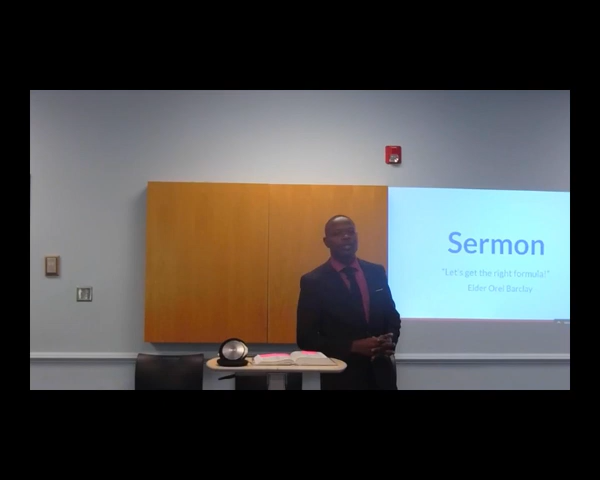 Sermon
"Let's get the right formula!"
Elder Oral Barclay